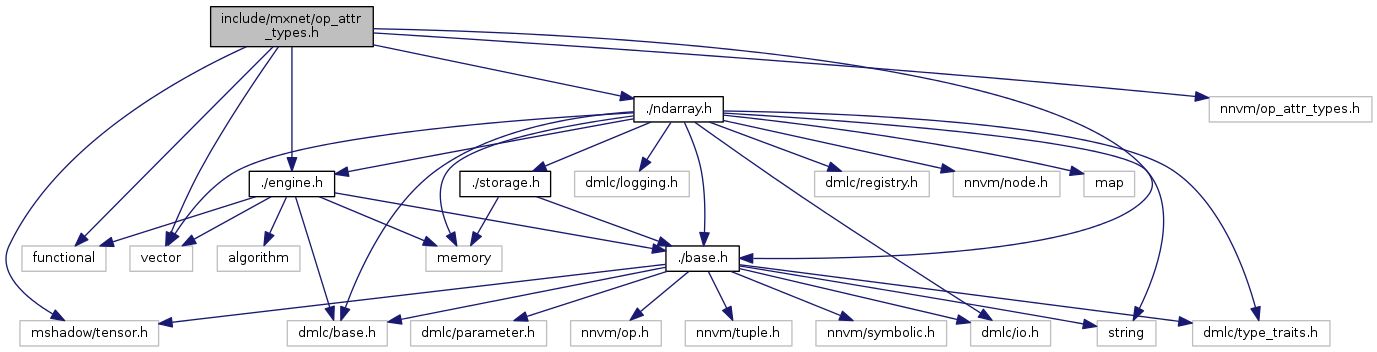 include/mxnet/op_attr
_types.h
./ndarray.h
nnvm/op_attr_types.h
./engine.h
./storage.h
dmlc/logging.h
dmlc/registry.h
nnvm/node.h
map
functional
vector
algorithm
memory
./base.h
mshadow/tensor.h
dmlc/base.h
dmlc/parameter.h
nnvm/op.h
nnvm/tuple.h
nnvm/symbolic.h
dmlc/io.h
string
dmlc/type_traits.h